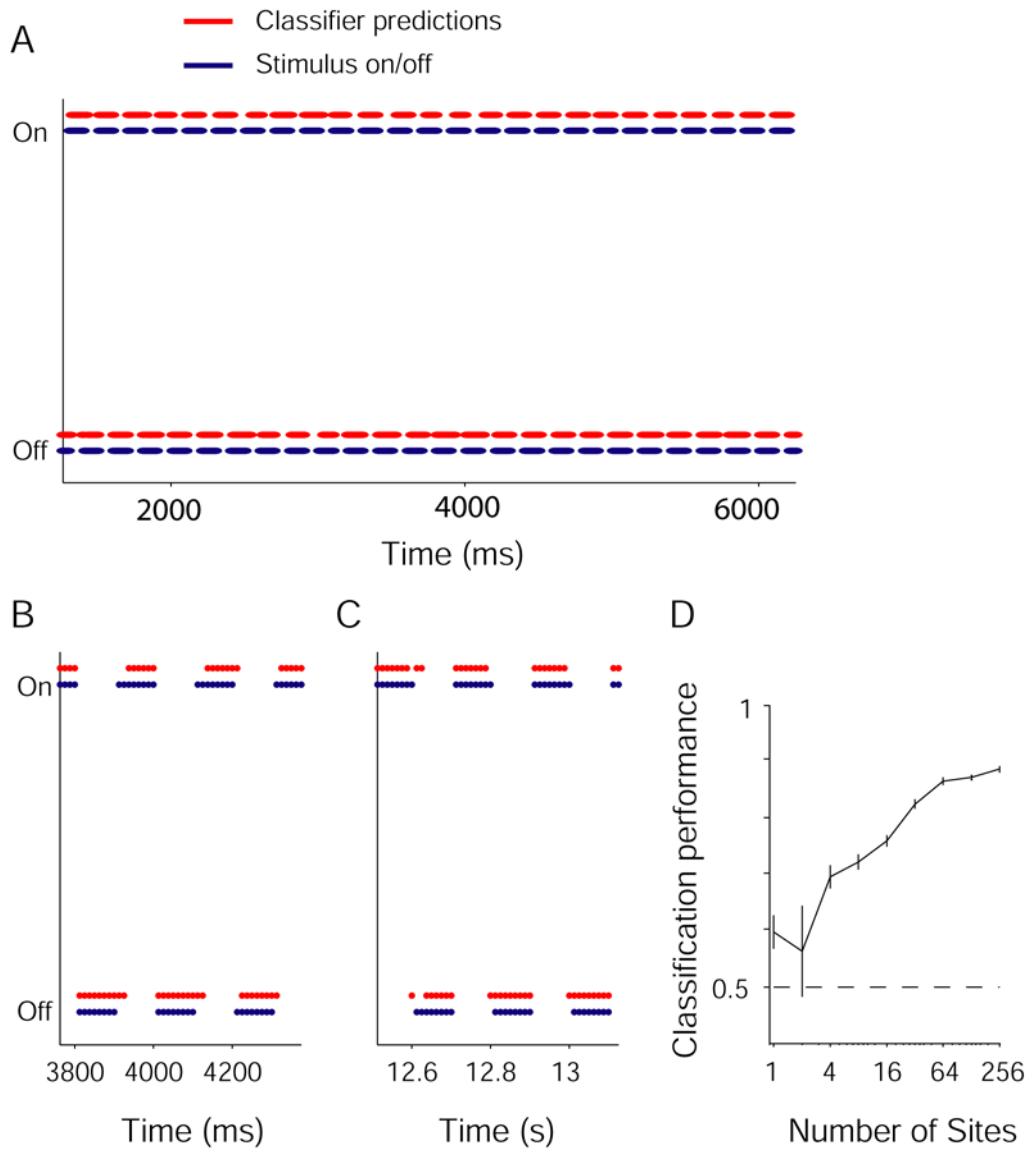 A
Classifier predictions
Stimulus on/off
On
Off
2000 4000 6000
Time (ms)
B
On
Off
3800 4000 4200
Time (ms)
C
12.6 12.8 13
Time (s)
D
Classification performance
1
0.5
1 4 16 64 256
Number of Sites